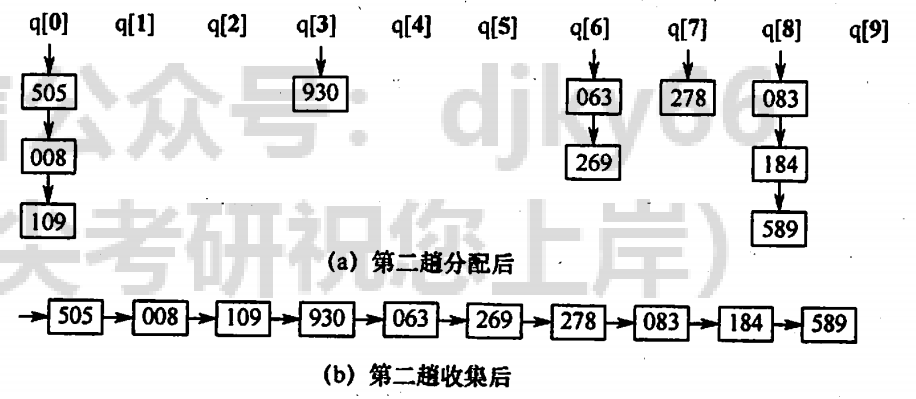 q[0] q[1] q[2] q[3] q[4] q[5] q[6] q[7] q[8] q[9]
505 930 063 278 083
008 269 184
109 589
(a) 第二趟分配后
505 008 109 930 063 269 278 083 184 589
(b) 第二趟收集后
信公众号：djky66
尖考研祝您上岸）